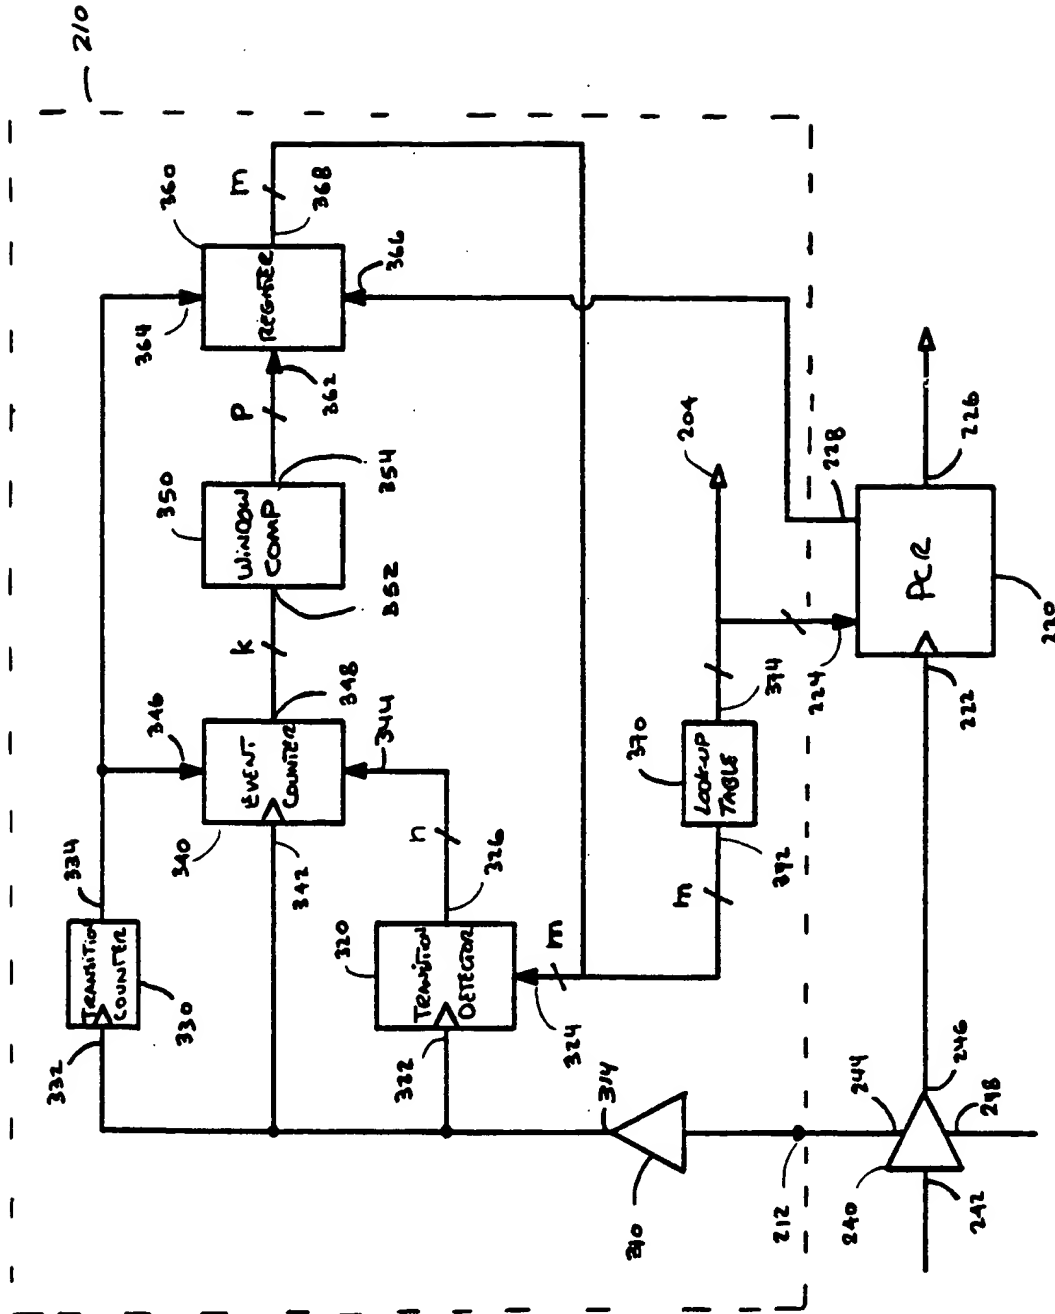 210
332
TRANSITION
COUNTER
330
334
346
364
360
REGISTER
m
368
366
362
P
350
WINDOW
COMP
354
352
k
348
EVENT
COUNTER
344
340
342
n
326
320
TRANSITION
DETECTOR
322
324
m
314
310
204
370
LOOK-UP
TABLE
374
372
m
224
228
226
PCR
220
222
212
244
246
248
240
242